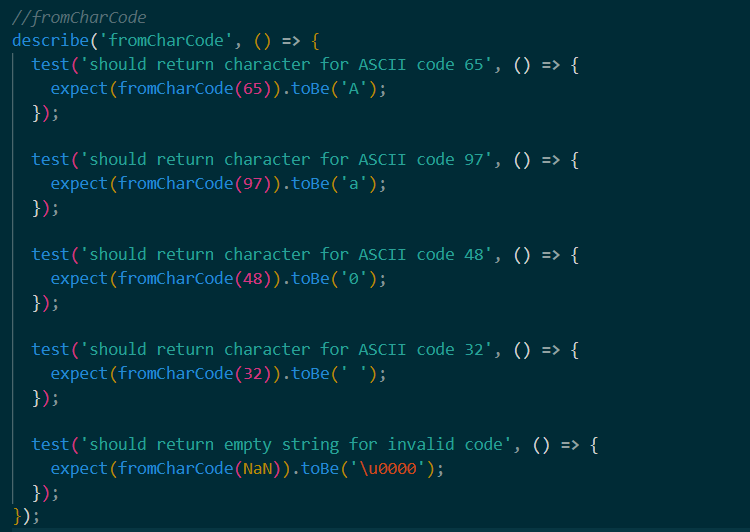 //fromCharCode
describe('fromCharCode', () => {
  test('should return character for ASCII code 65', () => {
    expect(fromCharCode(65)).toBe('A');
  });

  test('should return character for ASCII code 97', () => {
    expect(fromCharCode(97)).toBe('a');
  });

  test('should return character for ASCII code 48', () => {
    expect(fromCharCode(48)).toBe('0');
  });

  test('should return character for ASCII code 32', () => {
    expect(fromCharCode(32)).toBe(' ');
  });

  test('should return empty string for invalid code', () => {
    expect(fromCharCode(NaN)).toBe('\u0000');
  });
});